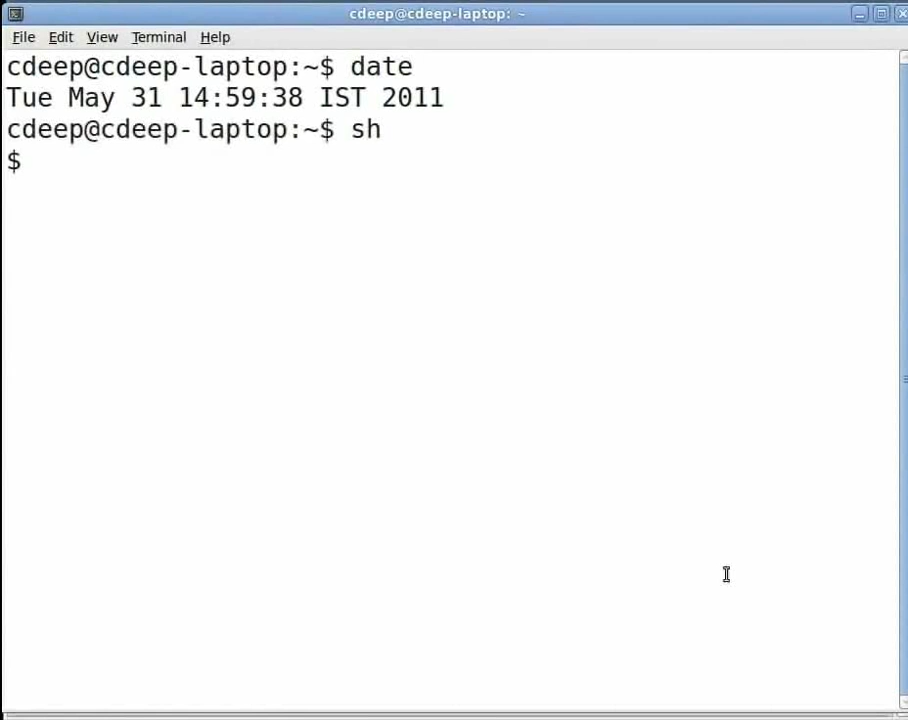 cdeep@cdeep-laptop: ~
File Edit View Terminal Help
cdeep@cdeep-laptop:~$ date
Tue May 31 14:59:38 IST 2011
cdeep@cdeep-laptop:~$ sh
$